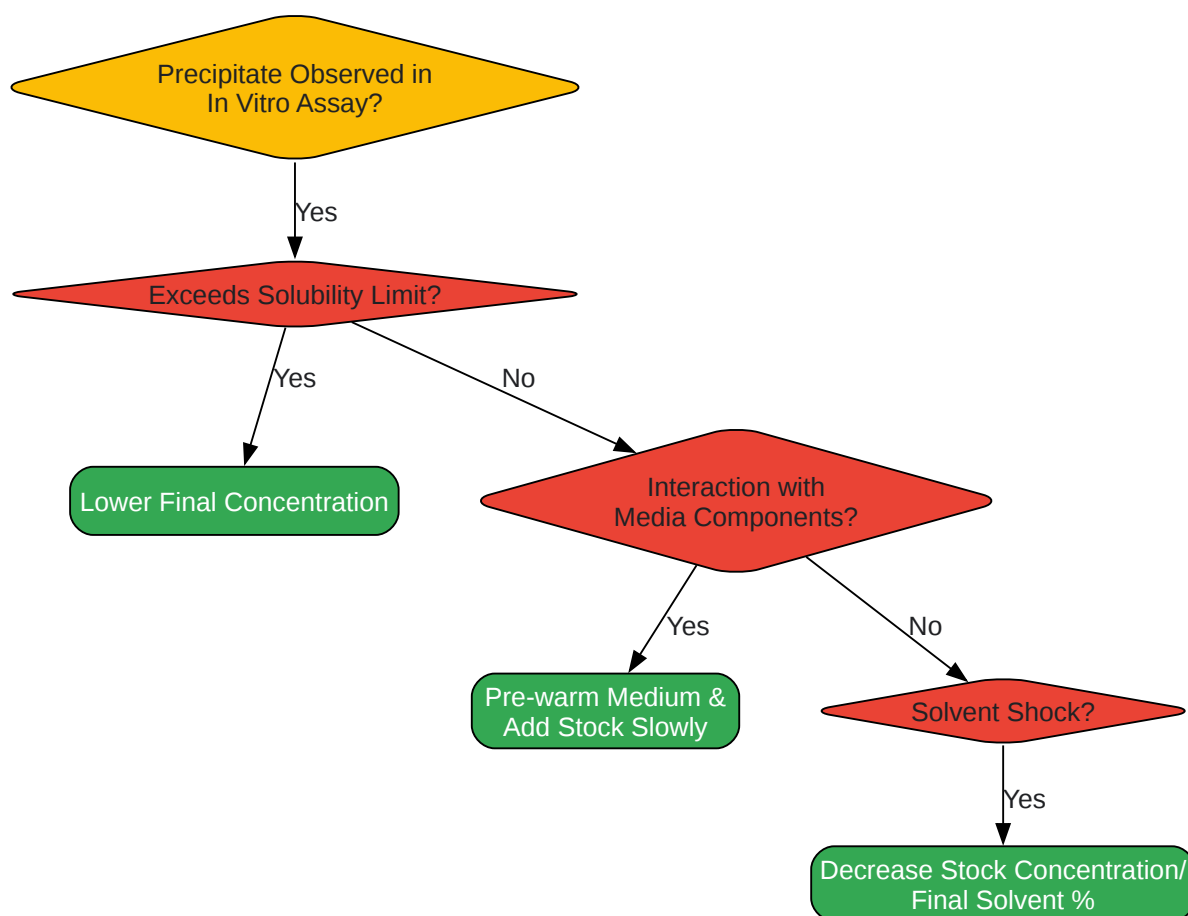 Precipitate Observed in
In Vitro Assay?
Yes
Exceeds Solubility Limit?
Yes
No
Lower Final Concentration
Interaction with
Media Components?
Yes
No
Pre-warm Medium &
Add Stock Slowly
Solvent Shock?
Yes
Decrease Stock Concentration/
Final Solvent %